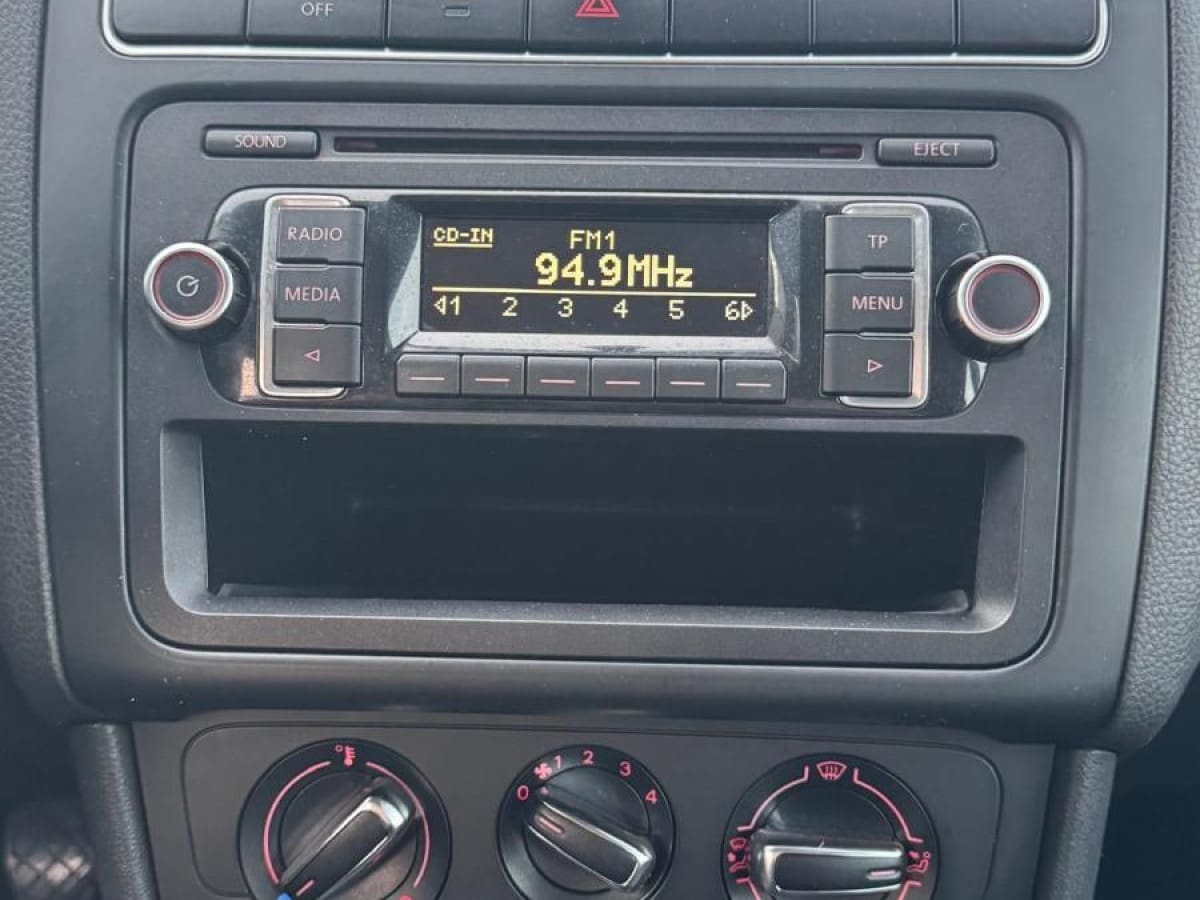 OFF
SOUND
EJECT
RADIO
CD-IN
FM1
TP
94.9MHz
MEDIA
MENU
1 2 3 4 5 6
0 1 2 3 4